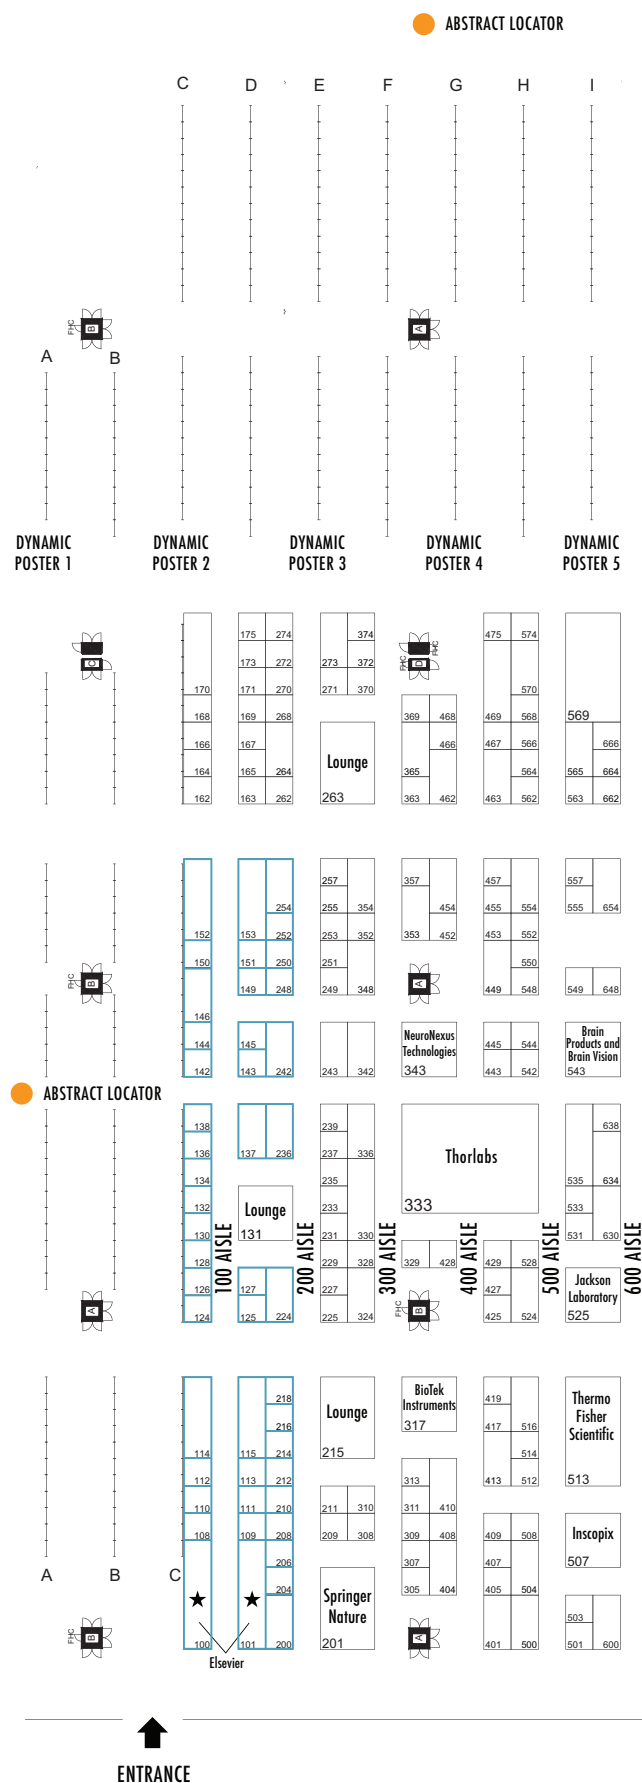 ABSTRACT LOCATOR
C D E F G H I
FHC B A
A B
DYNAMIC DYNAMIC DYNAMIC DYNAMIC DYNAMIC
POSTER 1 POSTER 2 POSTER 3 POSTER 4 POSTER 5
175 274 374 475 574
FHC
C 173 272 273 372 FHC D
170 171 270 271 370 570
168 169 268 369 468 469 568 569
166 167 466 467 566 666
Lounge
164 165 264 365 564 565 664
162 163 262 263 363 462 463 562 563 662
257 357 457 557
254 255 354 454 455 554 555 654
152 153 252 253 352 353 452 453 552
150 151 250 251 550
FHC B A
149 248 249 348 449 548 549 648
146
NeuroNexus Brain
144 145 Technologies 445 544 Products and
Brain Vision
142 143 242 243 342 343 443 542 543
ABSTRACT LOCATOR
138 239 638
136 137 236 237 336 Thorlabs
134 235 535 634
132 Lounge 233 333 533
130 131 231 330 531 630
100 AISLE 200 AISLE 300 AISLE 400 AISLE 500 AISLE 600 AISLE
128 229 328 329 428 429 528
126 127 227 427 Jackson
Laboratory
A FHC B
124 125 224 225 324 425 524 525
218 BioTek 419 Thermo
216 Lounge Instruments Fisher
317 417 516 Scientific
114 115 214 215 514
112 113 212 313 413 512 513
110 111 210 211 310 311 410
108 109 208 209 308 309 408 409 508 Inscopix
206 307 407 507
A B C
204 305 404 405 504
Springer
Nature 503
FHC B A
100 101 200 201 401 500 501 600
Elsevier
ENTRANCE